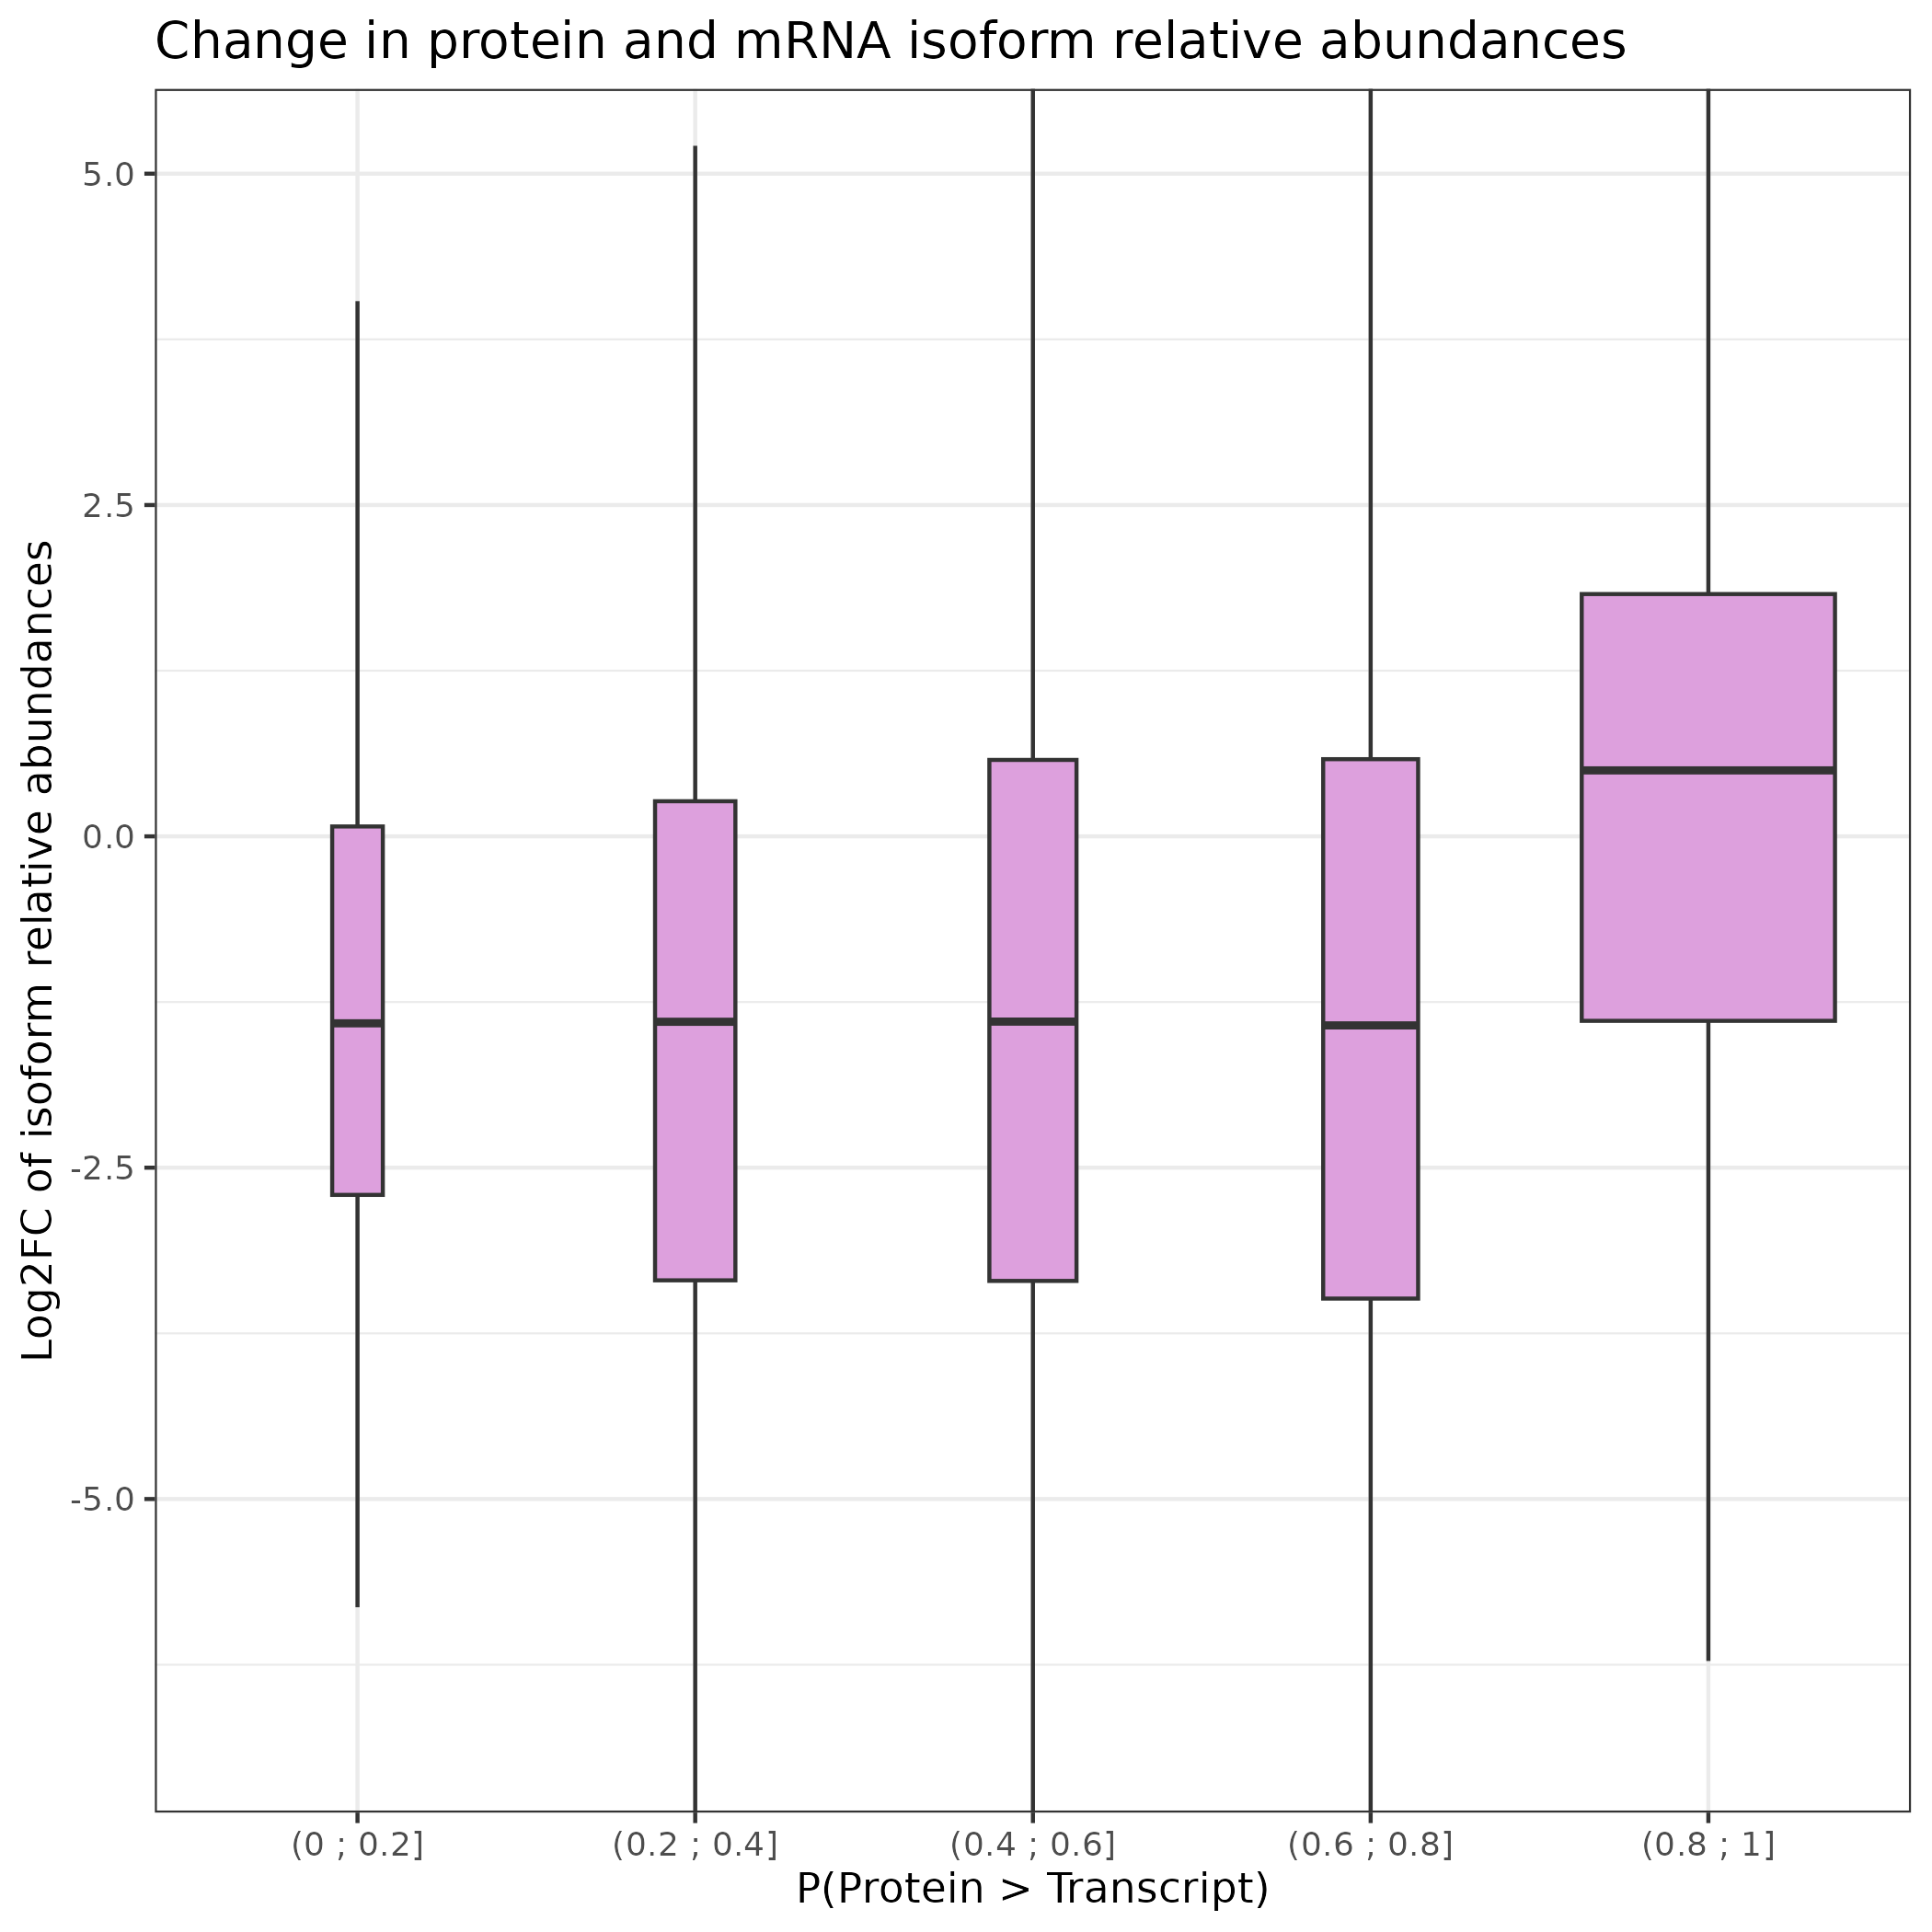 Change in protein and mRNA isoform relative abundances
Log2FC of isoform relative abundances
5.0
2.5
0.0
-2.5
-5.0
(0 ; 0.2]
(0.2 ; 0.4]
(0.4 ; 0.6]
(0.6 ; 0.8]
(0.8 ; 1]
P(Protein > Transcript)